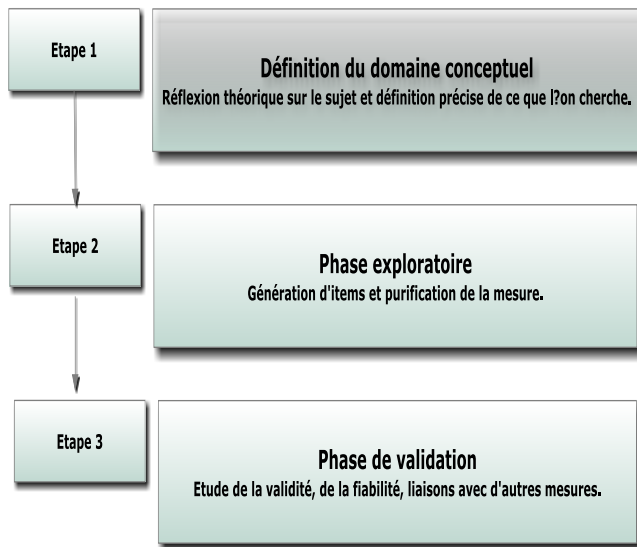 Etape 1
Définition du domaine conceptuel
Réflexion théorique sur le sujet et définition précise de ce que l?on cherche.
Etape 2
Phase exploratoire
Génération d'items et purification de la mesure.
Etape 3
Phase de validation
Etude de la validité, de la fiabilité, liaisons avec d'autres mesures.